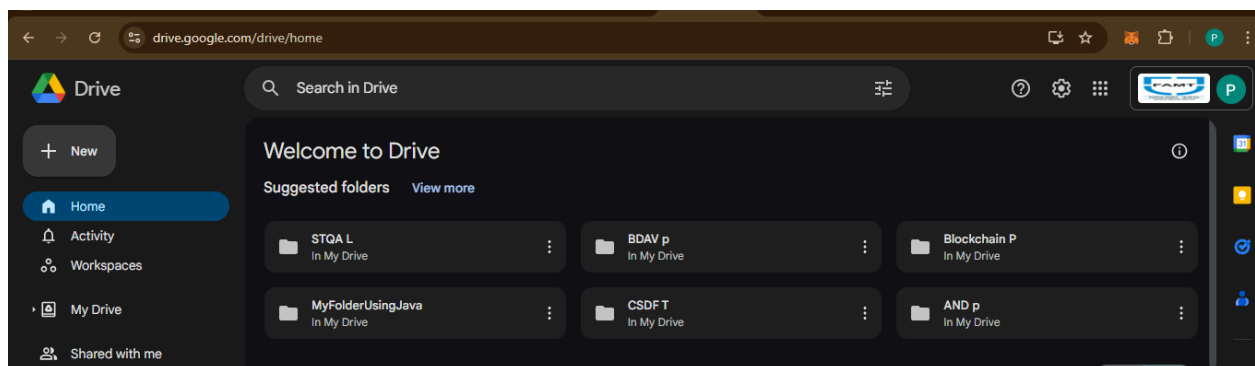 drive.google.com/drive/home
P
Drive
Search in Drive
FAMT
P
New
Welcome to Drive
31
Suggested folders View more
Home
Activity
Workspaces
My Drive
Shared with me
STQA L
In My Drive
BDAV p
In My Drive
Blockchain P
In My Drive
MyFolderUsingJava
In My Drive
CSDF T
In My Drive
AND p
In My Drive